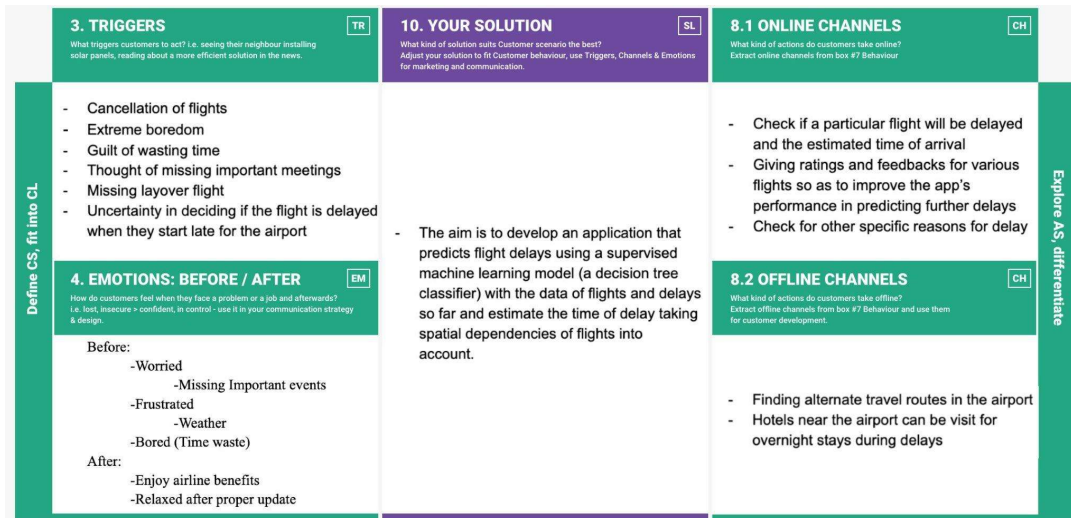 Define CS, fit into CL
3. TRIGGERS
TR
What triggers customers to act? i.e. seeing their neighbour installing
solar panels, reading about a more efficient solution in the news.
- Cancellation of flights
- Extreme boredom
- Guilt of wasting time
- Thought of missing important meetings
- Missing layover flight
- Uncertainty in deciding if the flight is delayed
when they start late for the airport
4. EMOTIONS: BEFORE / AFTER
EM
How do customers feel when they face a problem or a job and afterwards?
i.e. lost, insecure > confident, in control - use it in your communication strategy
& design.
Before:
-Worried
-Missing Important events
-Frustrated
-Weather
-Bored (Time waste)
After:
-Enjoy airline benefits
-Relaxed after proper update
10. YOUR SOLUTION
SL
What kind of solution suits Customer scenario the best?
Adjust your solution to fit Customer behaviour, use Triggers, Channels & Emotions
for marketing and communication.
- The aim is to develop an application that
predicts flight delays using a supervised
machine learning model (a decision tree
classifier) with the data of flights and delays
so far and estimate the time of delay taking
spatial dependencies of flights into
account.
8.1 ONLINE CHANNELS
CH
What kind of actions do customers take online?
Extract online channels from box #7 Behaviour
- Check if a particular flight will be delayed
and the estimated time of arrival
- Giving ratings and feedbacks for various
flights so as to improve the app's
performance in predicting further delays
- Check for other specific reasons for delay
8.2 OFFLINE CHANNELS
CH
What kind of actions do customers take offline?
Extract offline channels from box #7 Behaviour and use them
for customer development.
- Finding alternate travel routes in the airport
- Hotels near the airport can be visit for
overnight stays during delays
Explore AS, differentiate